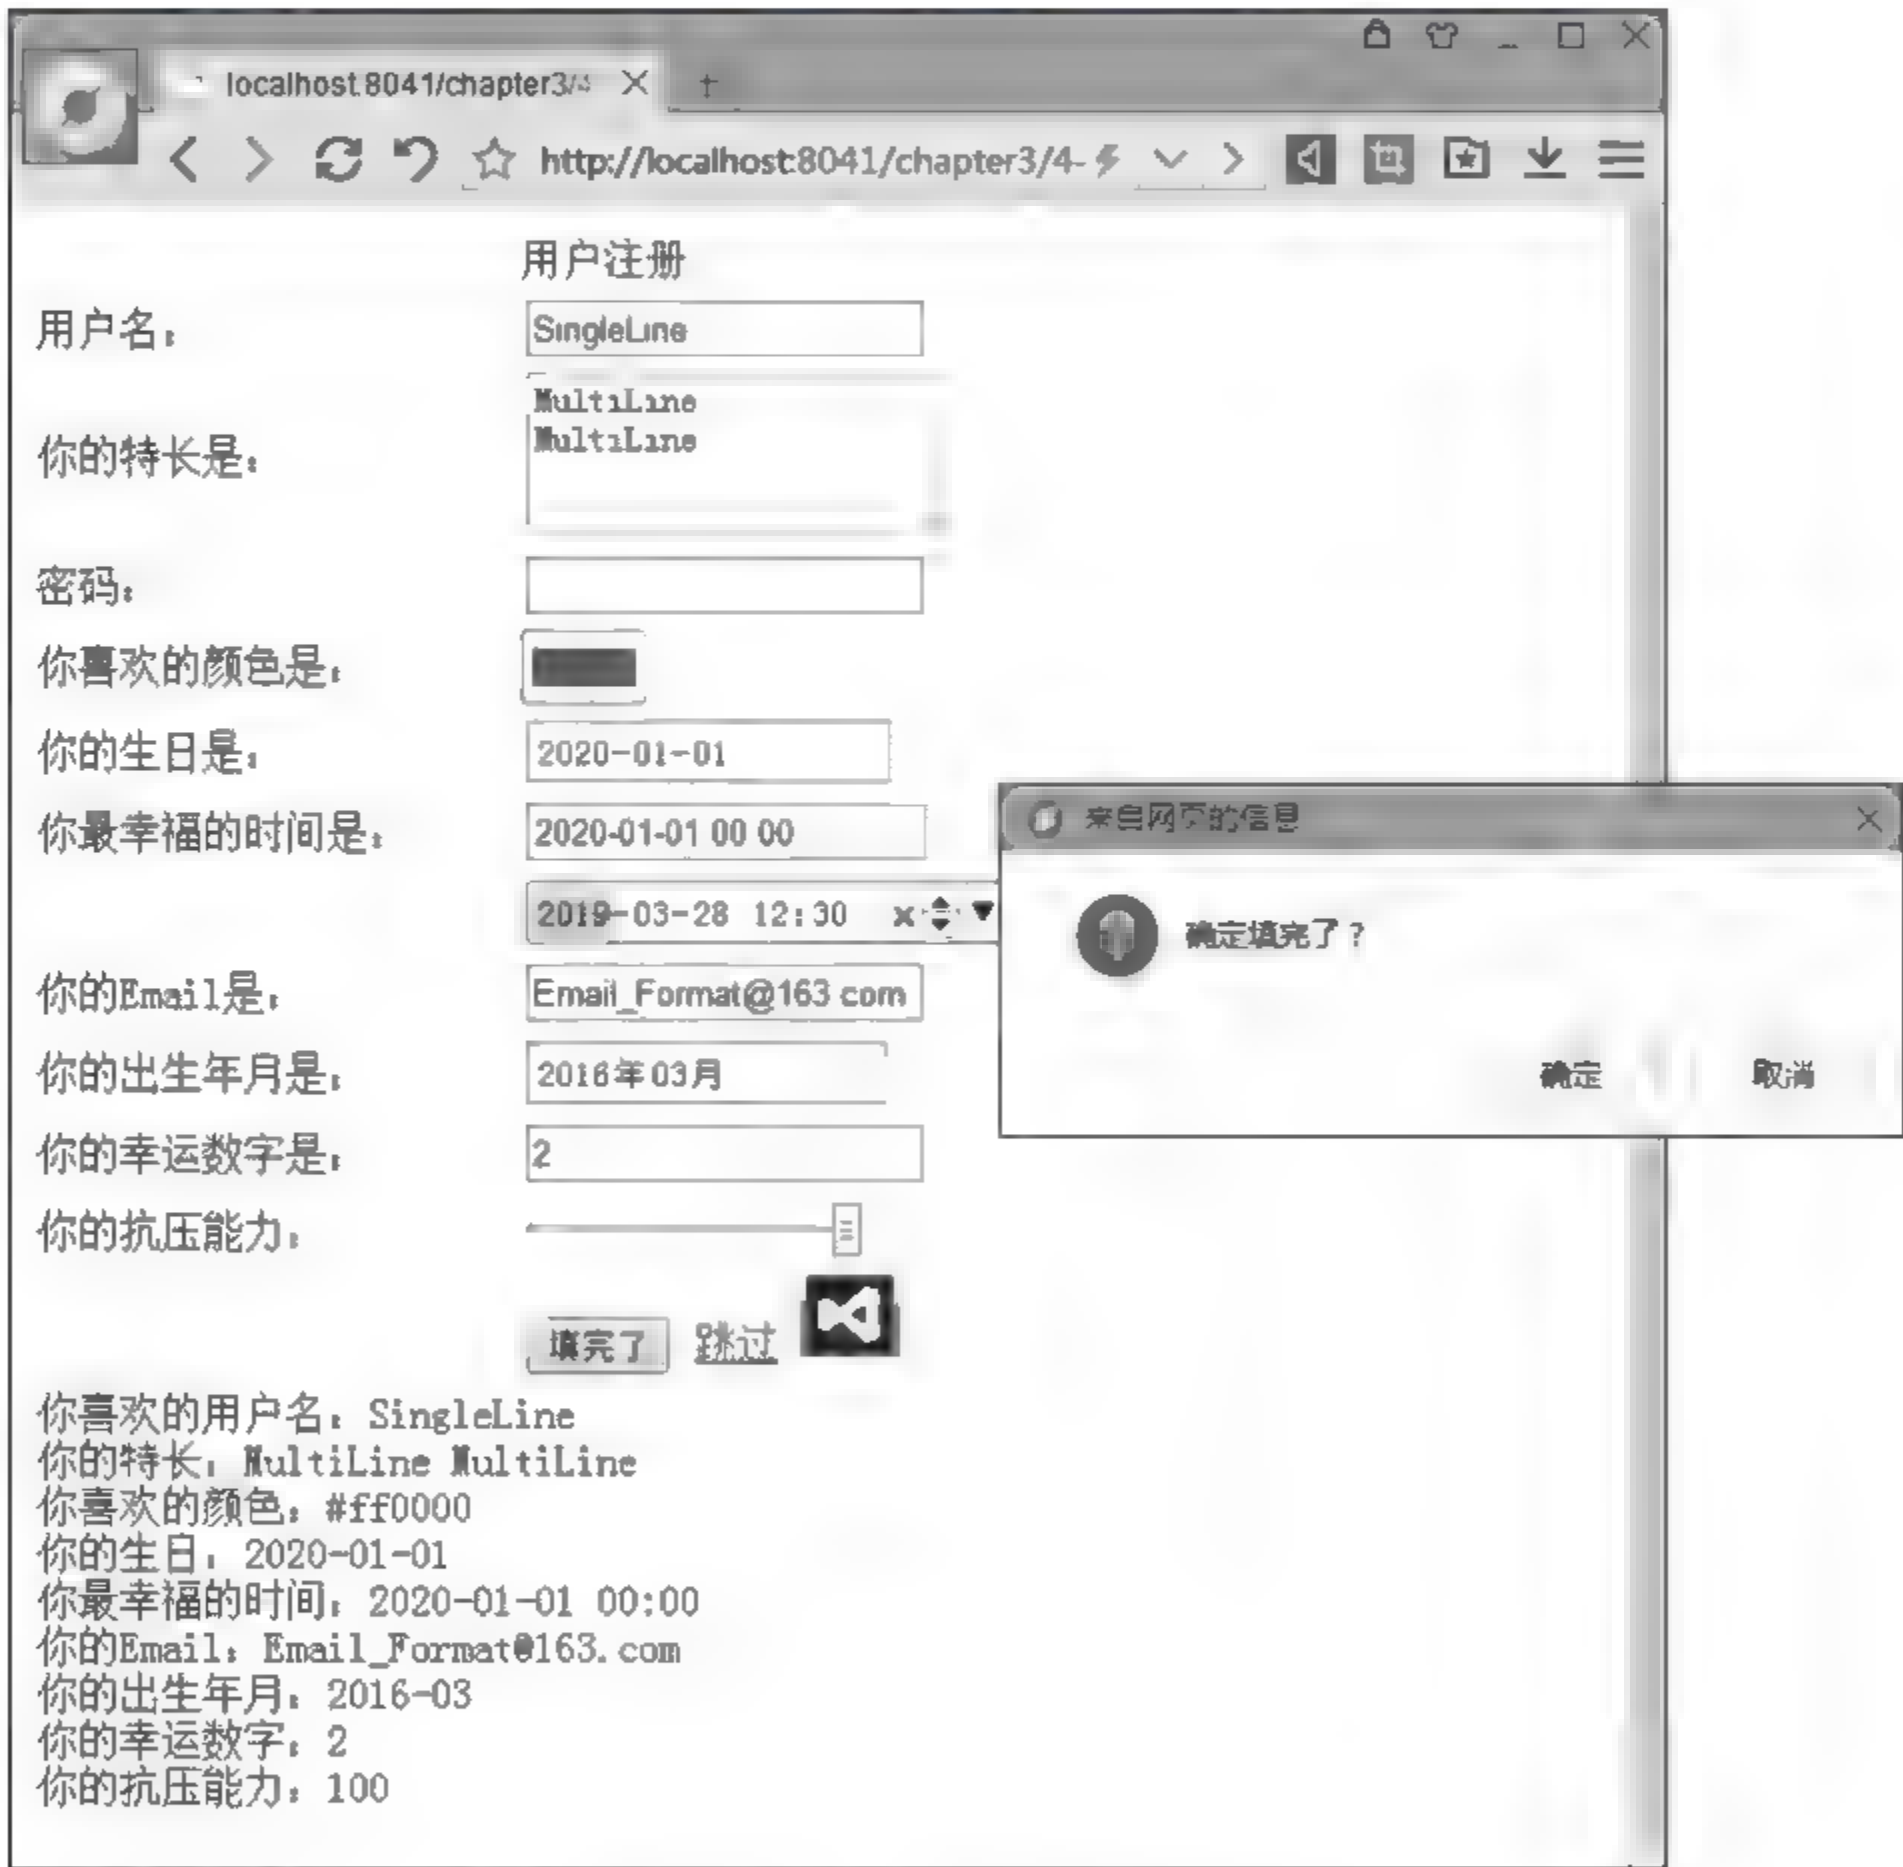 localhost:8041/chapter3/4
http://localhost:8041/chapter3/4-
用户注册
用户名：
SingleLine
你的特长是：
MultiLine
MultiLine
密码：
你喜欢的颜色是：
你的生日是：
2020-01-01
你最幸福的时间是：
2020-01-01 00 00
2019-03-28 12:30
来自网页的信息
确定填完了？
确定
取消
你的Email是：
Email_Format@163 com
你的出生年月是：
2016年03月
你的幸运数字是：
2
你的抗压能力：
填完了 跳过
你喜欢的用户名：SingleLine
你的特长：MultiLine MultiLine
你喜欢的颜色：#ff0000
你的生日：2020-01-01
你最幸福的时间：2020-01-01 00:00
你的Email：Email_Format@163.com
你的出生年月：2016-03
你的幸运数字：2
你的抗压能力：100